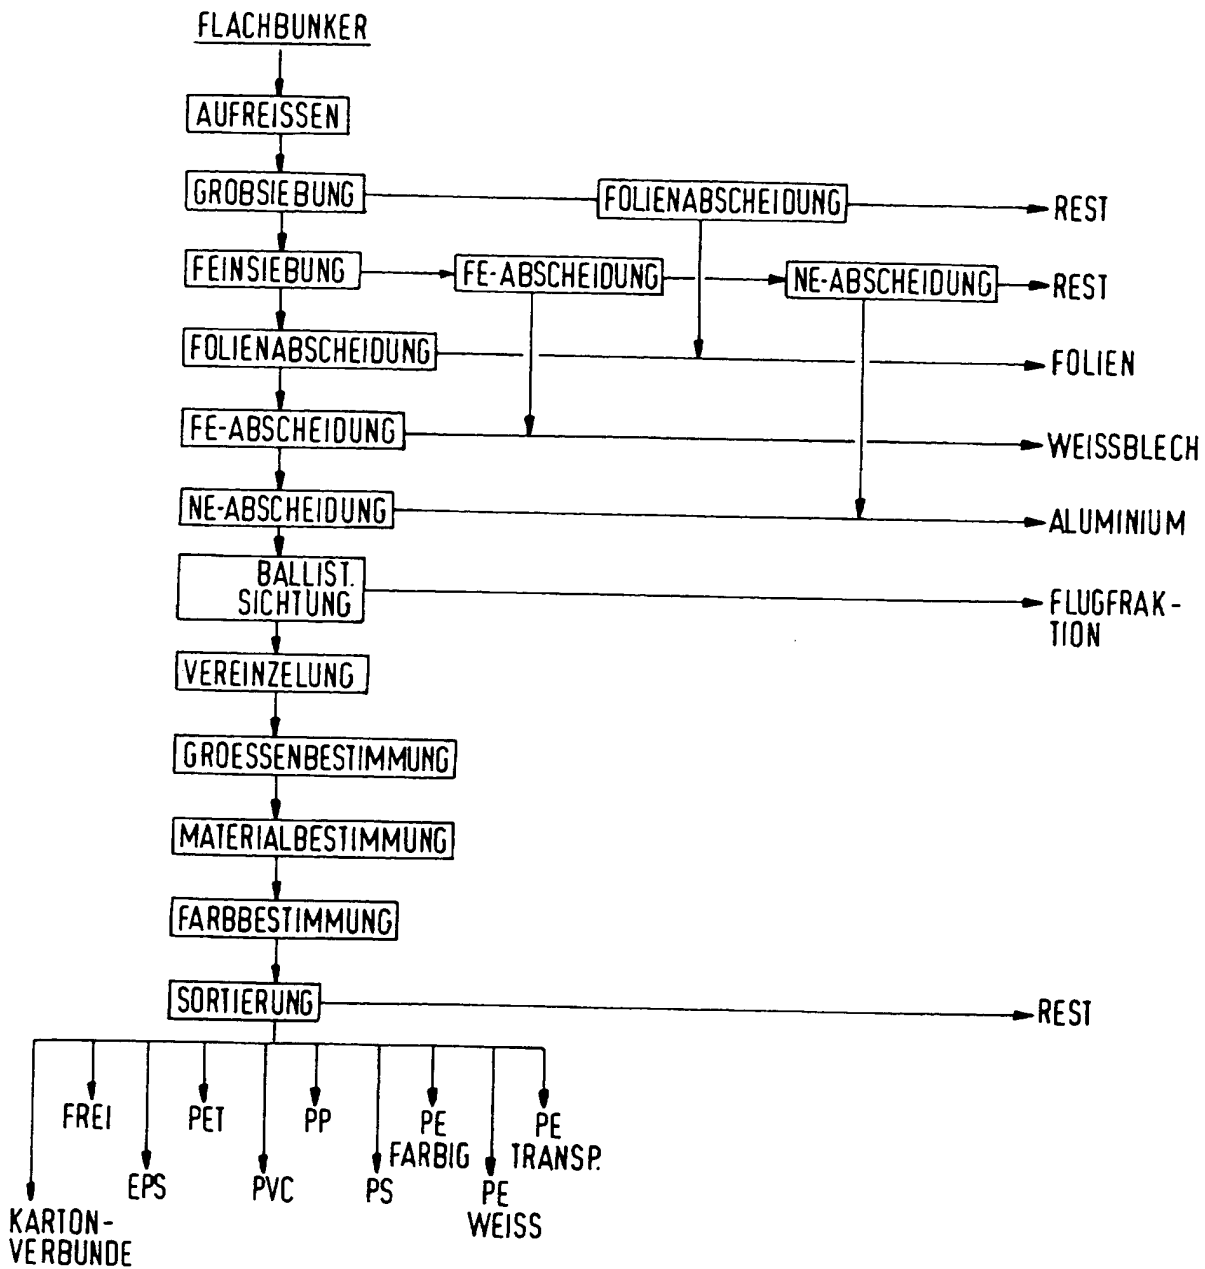 FLACHBUNKER
AUFREISSEN
GROBSIEBUNG
FOLIENABSCHEIDUNG
REST
FEINSIEBUNG
FE-ABSCHEIDUNG
NE-ABSCHEIDUNG
REST
FOLIENABSCHEIDUNG
FOLIEN
FE-ABSCHEIDUNG
WEISSBLECH
NE-ABSCHEIDUNG
ALUMINIUM
BALLIST.
SICHTUNG
FLUGFRAK-
TION
VEREINZELUNG
GROESSENBESTIMMUNG
MATERIALBESTIMMUNG
FARBBESTIMMUNG
SORTIERUNG
REST
KARTON-
VERBUNDE
FREI
EPS
PET
PVC
PP
PS
PE
FARBIG
PE
WEISS
PE
TRANSP.